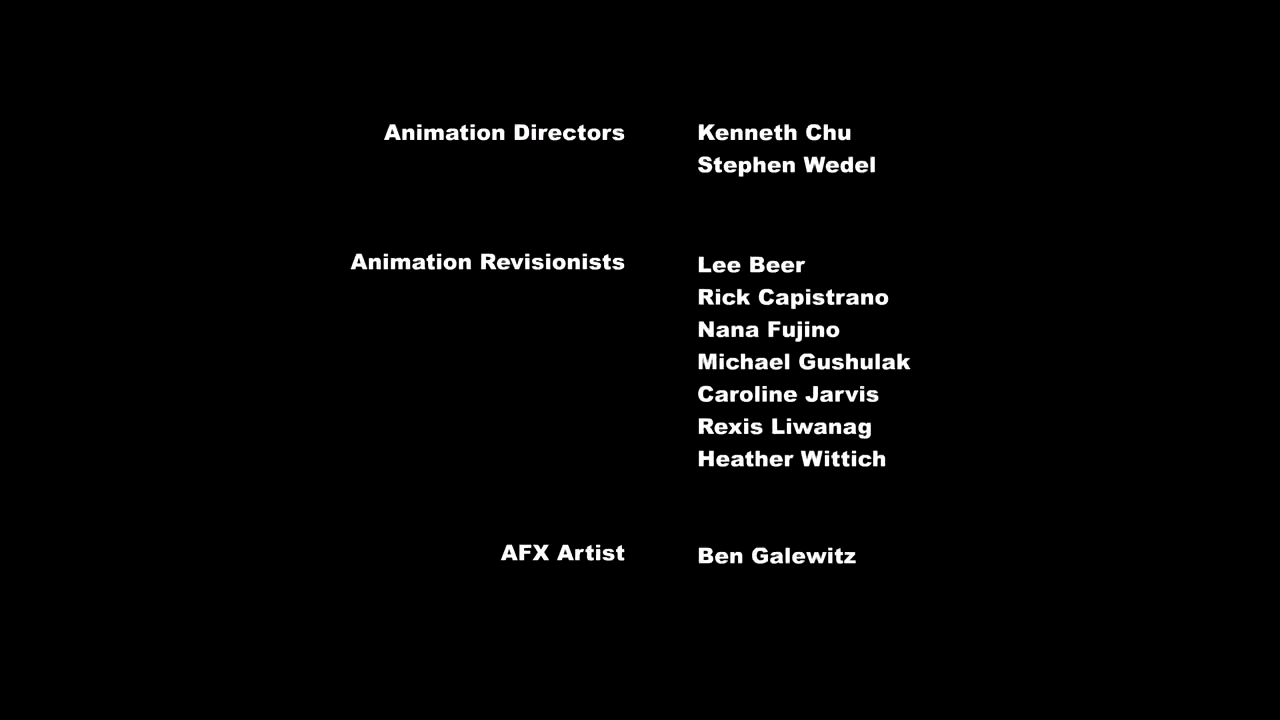 Animation Directors Kenneth Chu
Stephen Wedel
Animation Revisionists Lee Beer
Rick Capistrano
Nana Fujino
Michael Gushulak
Caroline Jarvis
Rexis Liwanag
Heather Wittich
AFX Artist Ben Galewitz